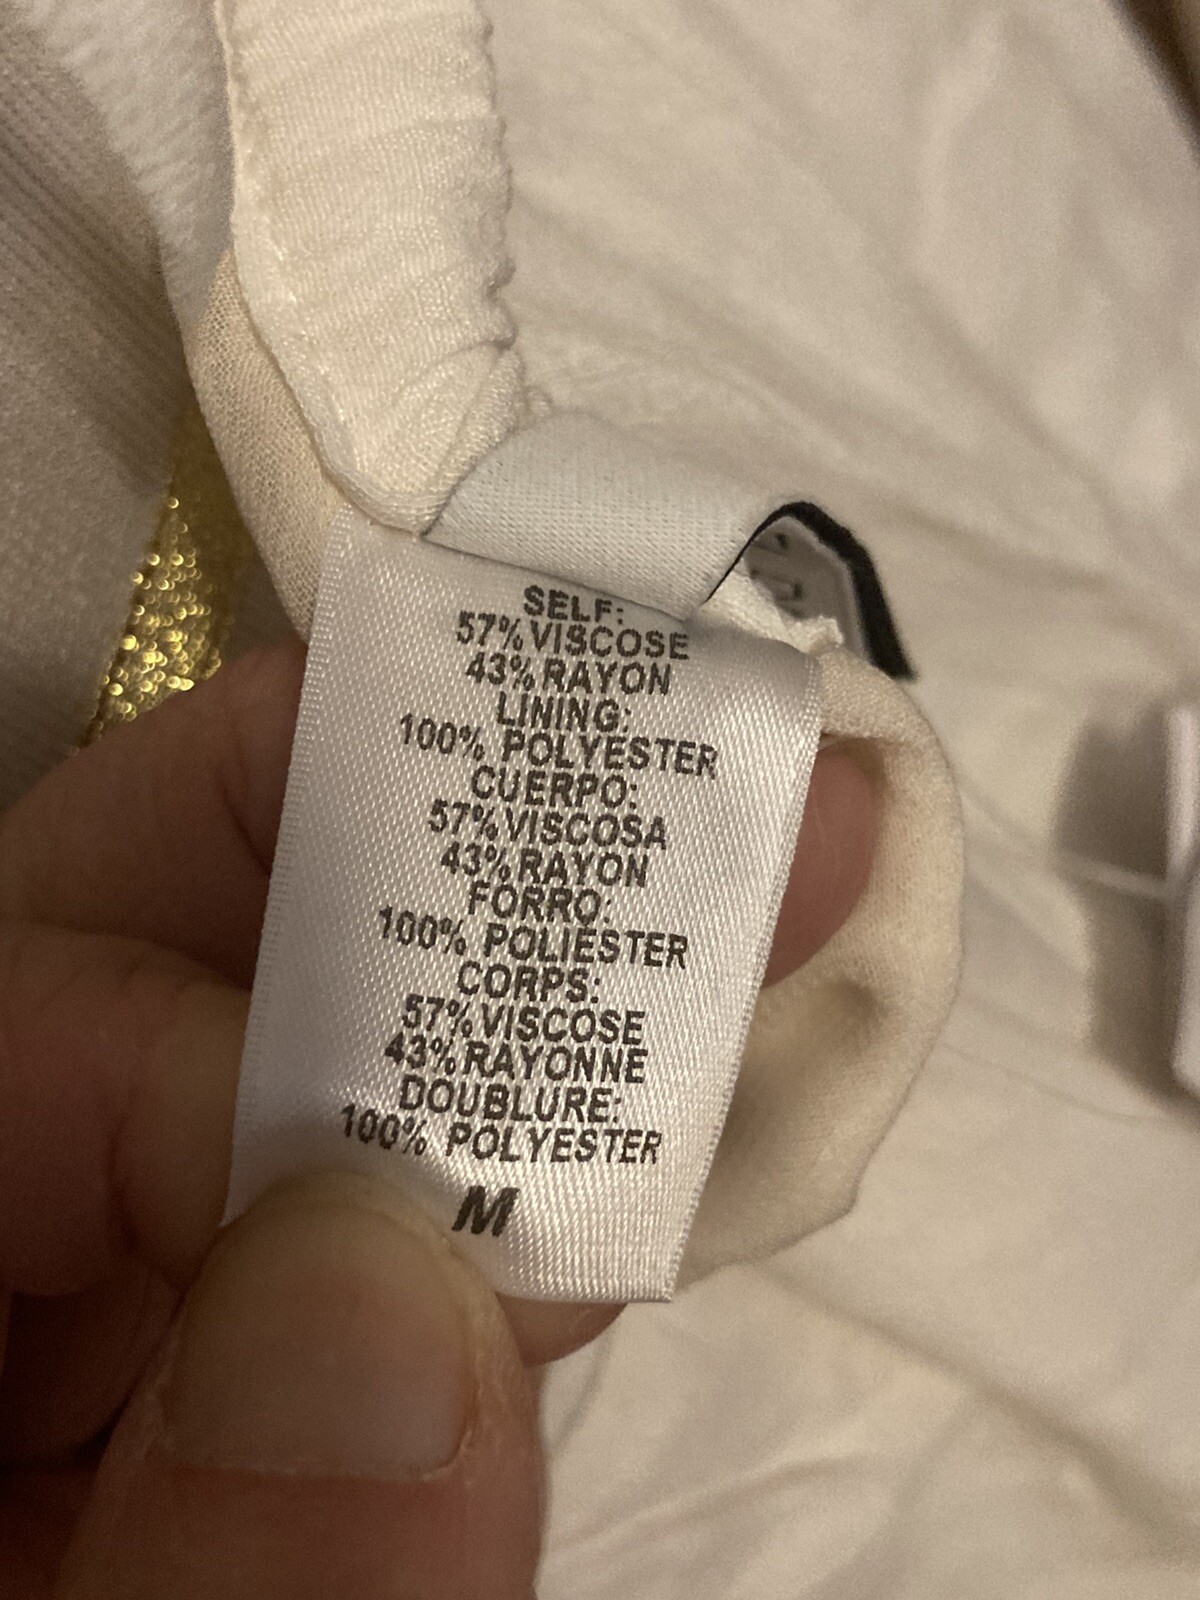 SELF:
57% VISCOSE
43% RAYON
LINING:
100% POLYESTER
CUERPO:
57% VISCOSA
43% RAYON
FORRO:
100% POLIESTER
CORPS:
57% VISCOSE
43% RAYONNE
DOUBLURE:
100% POLYESTER
M